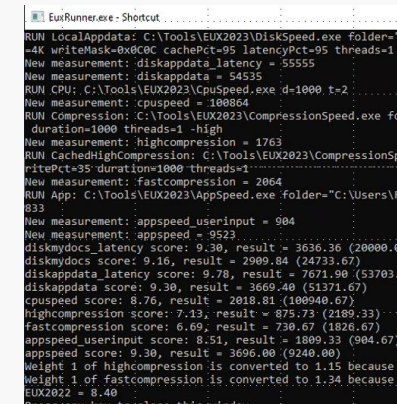 EuxRunner.exe - Shortcut
RUN LocalAppdata: C:\Tools\EUX2023\DiskSpeed.exe folder="
=4K writeMask=0x0C0C cachePct=95 latencyPct=95 threads=1
New measurement: diskappdata_latency = 55555
New measurement: diskappdata = 54535
RUN CPU: C:\Tools\EUX2023\CpuSpeed.exe d=1000 t=2
New measurement: cpuspeed = 100864
RUN Compression: C:\Tools\EUX2023\CompressionSpeed.exe fo
duration=1000 threads=1 -high
New measurement: highcompression = 1763
RUN CachedHighCompression: C:\Tools\EUX2023\CompressionSp
ritePct=35 duration=1000 threads=1
New measurement: fastcompression = 2064
RUN App: C:\Tools\EUX2023\AppSpeed.exe folder="C:\Users\
833
New measurement: appspeed_userinput = 904
New measurement: appspeed = 9523
diskmydocs_latency score: 9.30, result = 3636.36 (20000.0
diskmydocs score: 9.16, result = 2909.84 (24733.67)
diskappdata_latency score: 9.78, result = 7671.90 (53703.
diskappdata score: 9.30, result = 3669.40 (51371.67)
cpuspeed score: 8.76, result = 2018.81 (100940.67)
highcompression score: 7.13, result = 875.73 (2189.33)
fastcompression score: 6.69, result = 730.67 (1826.67)
appspeed_userinput score: 8.51, result = 1809.33 (904.67)
appspeed score: 9.30, result = 3696.00 (9240.00)
Weight 1 of highcompression is converted to 1.15 because
Weight 1 of fastcompression is converted to 1.34 because
EUX2022 = 8.40